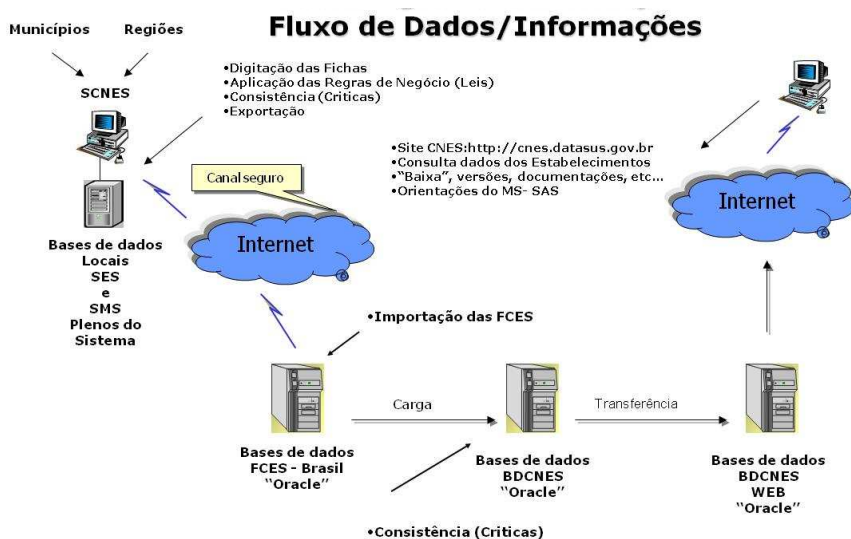 Fluxo de Dados/Informações
Municípios
Regiões
SCNES
•Digitação das Fichas
•Aplicação das Regras de Negócio (Leis)
•Consistência (Criticas)
•Exportação
•Site CNES:http://cnes.datasus.gov.br
•Consulta dados dos Estabelecimentos
•"Baixa", versões, documentações, etc...
•Orientações do MS- SAS
Canal seguro
Internet
Internet
Bases de dados
Locais
SES
e
SMS
Plenos do
Sistema
•Importação das FCES
Carga
Transferência
Bases de dados
FCES - Brasil
"Oracle"
Bases de dados
BDCNES
"Oracle"
Bases de dados
BDCNES
WEB
"Oracle"
•Consistência (Criticas)